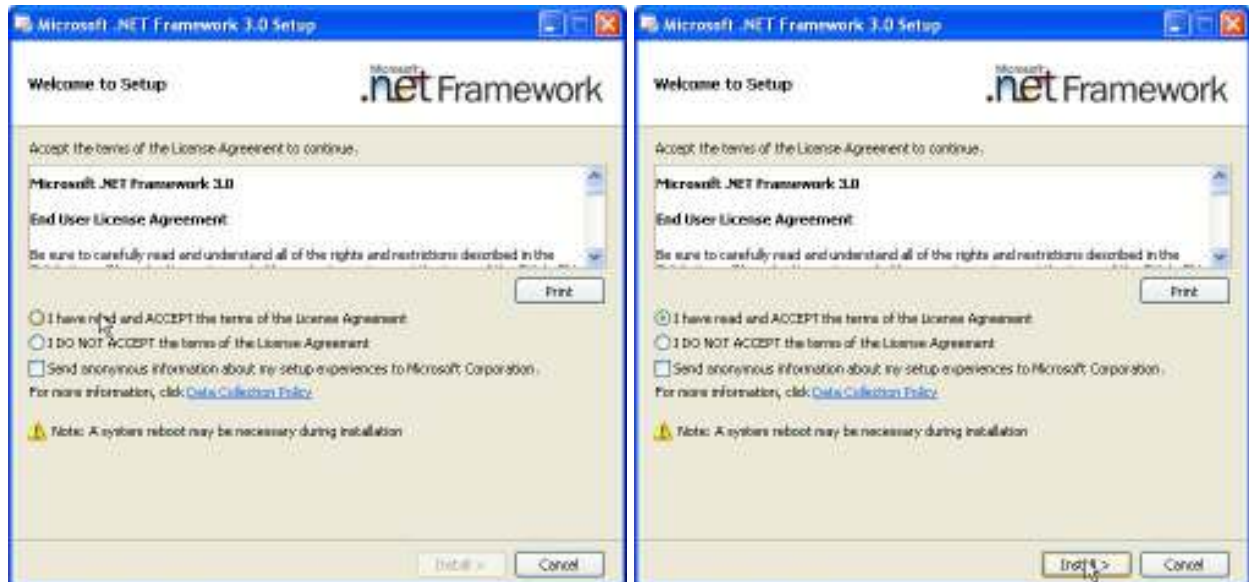 Microsoft .NET Framework 3.0 Setup
Welcome to Setup
Microsoft
.net Framework
Accept the terms of the License Agreement to continue.
Microsoft .NET Framework 3.0
End User License Agreement
Be sure to carefully read and understand all of the rights and restrictions described in the
Print
I have read and ACCEPT the terms of the License Agreement
I DO NOT ACCEPT the terms of the License Agreement
Send anonymous information about my setup experiences to Microsoft Corporation.
For more information, click Data Collection Policy
Note: A system reboot may be necessary during installation
Install >
Cancel
Microsoft .NET Framework 3.0 Setup
Welcome to Setup
Microsoft
.net Framework
Accept the terms of the License Agreement to continue.
Microsoft .NET Framework 3.0
End User License Agreement
Be sure to carefully read and understand all of the rights and restrictions described in the
Print
I have read and ACCEPT the terms of the License Agreement
I DO NOT ACCEPT the terms of the License Agreement
Send anonymous information about my setup experiences to Microsoft Corporation.
For more information, click Data Collection Policy
Note: A system reboot may be necessary during installation
Install >
Cancel